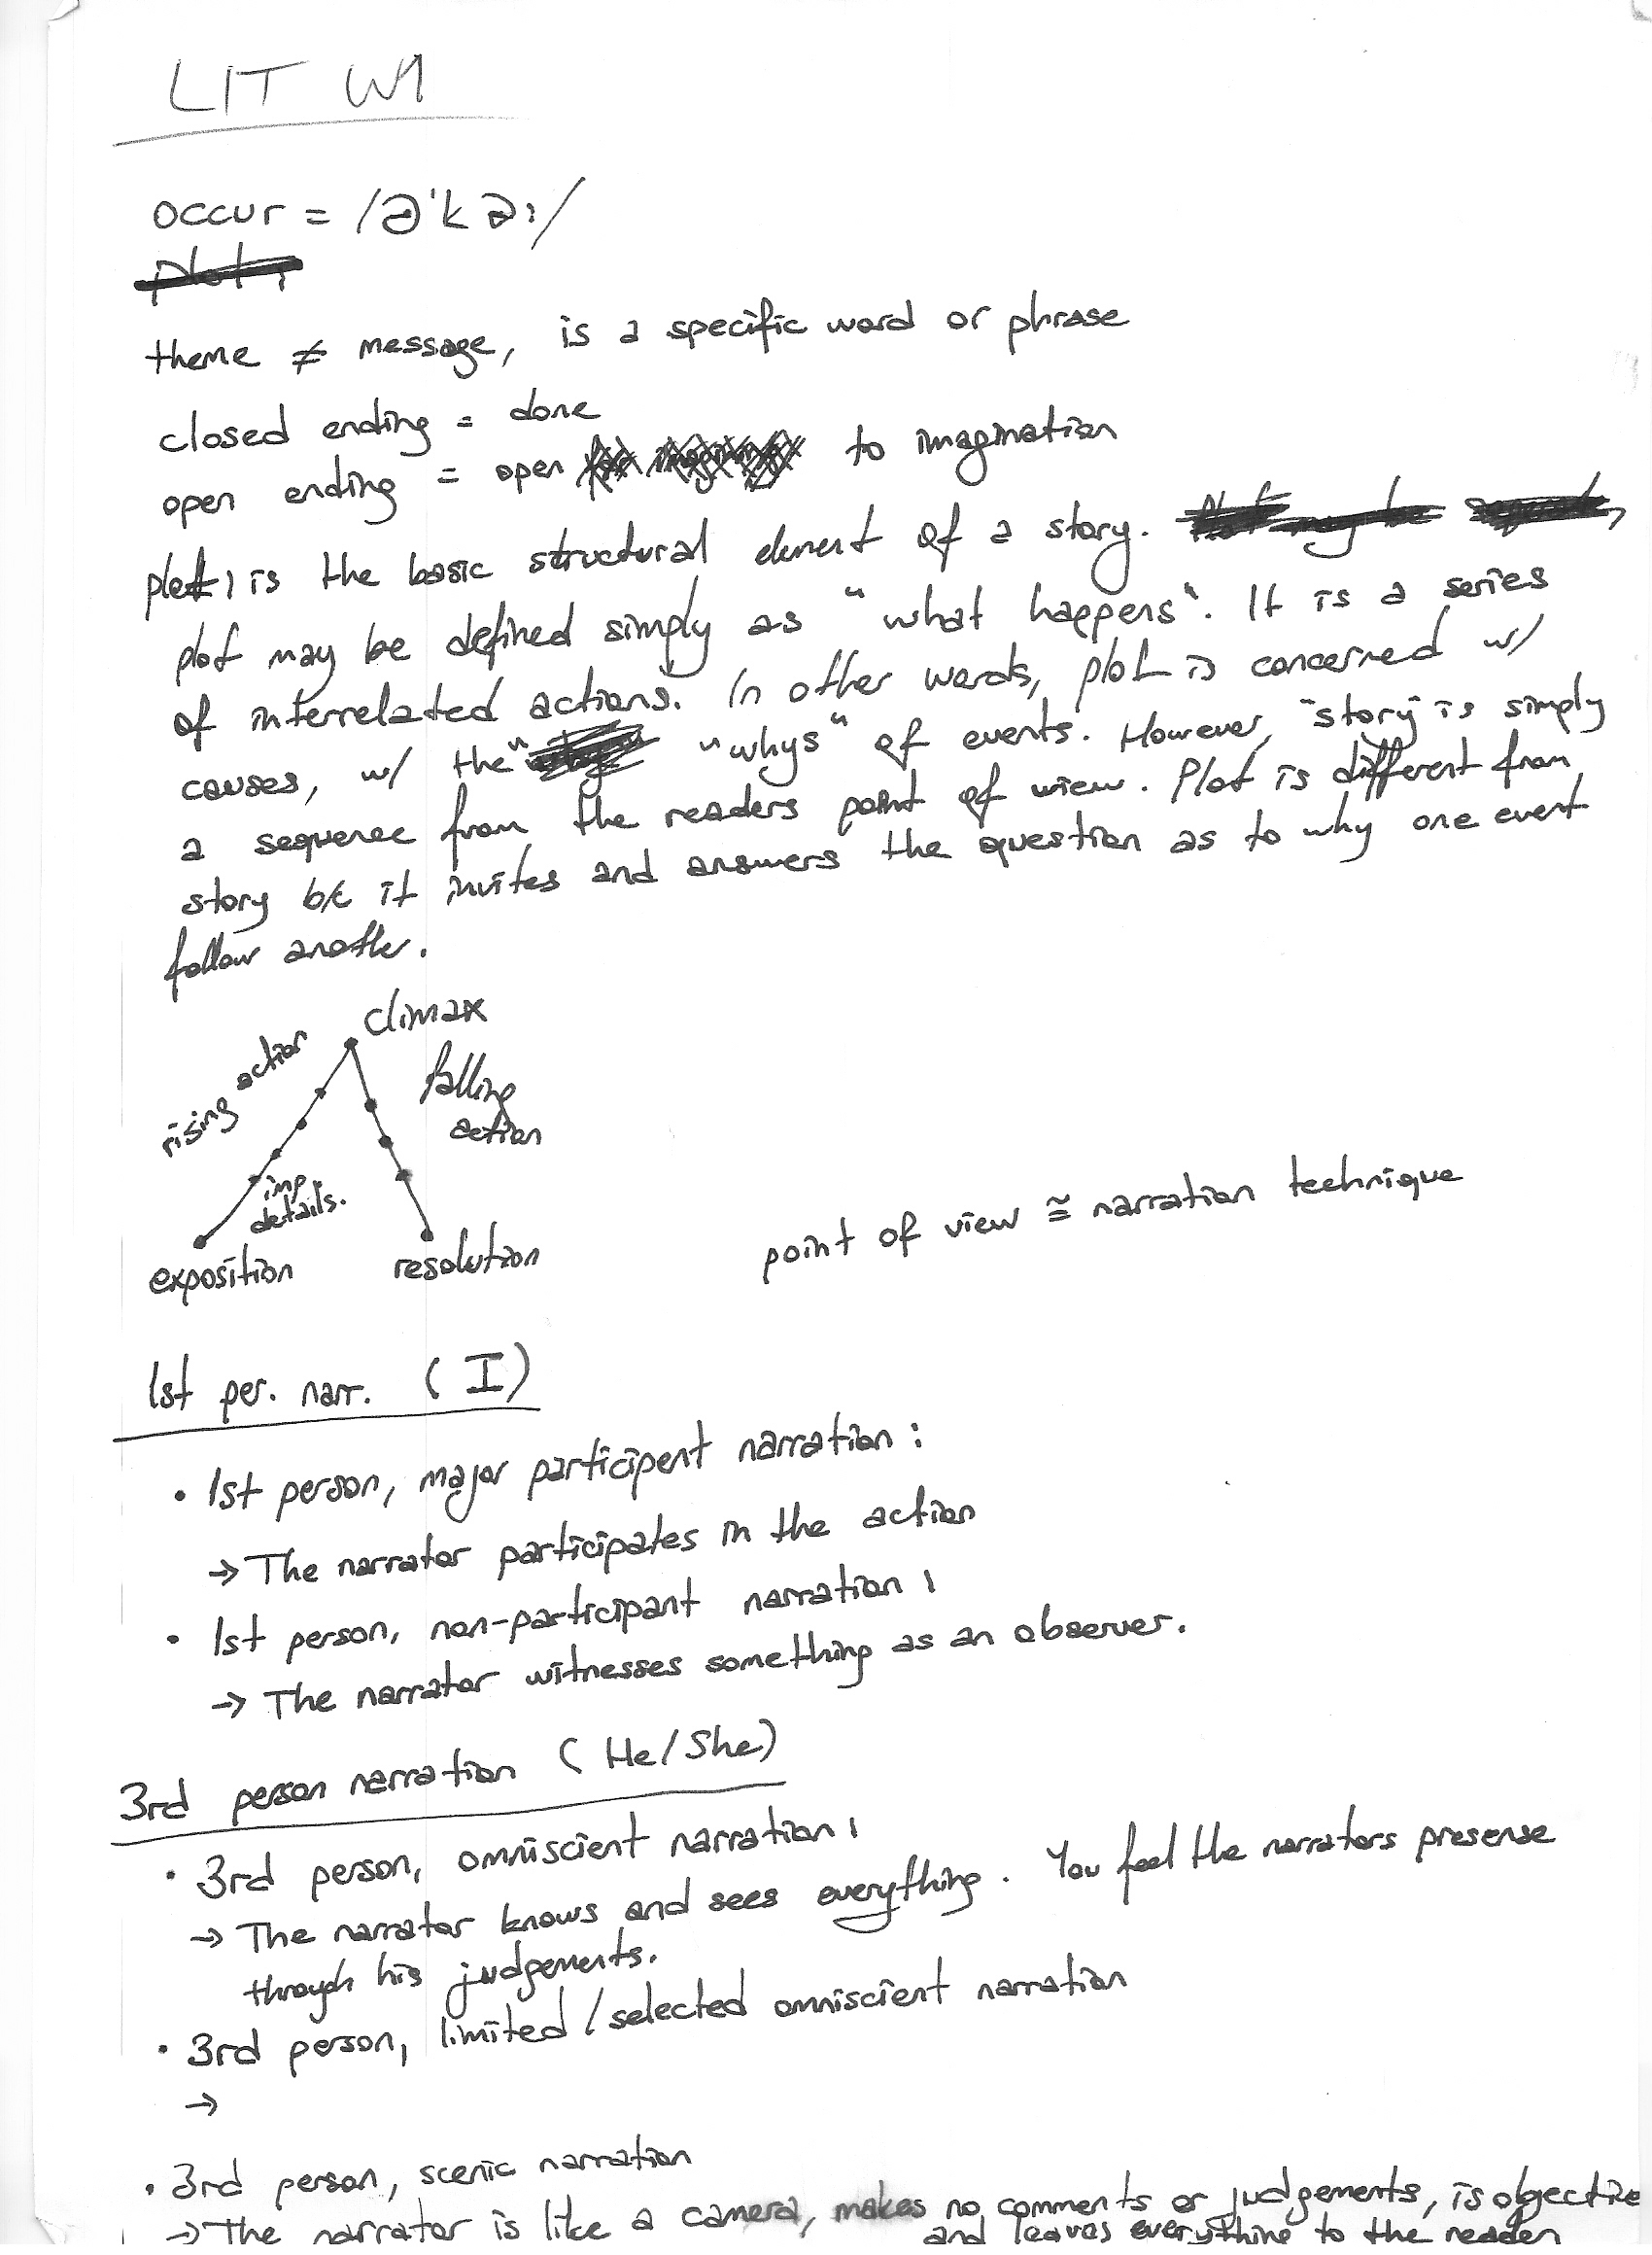 LIT W1
occur = /ə'kə:/
theme ≠ message, is a specific word or phrase
closed ending = done
open ending = open to imagination
plot: is the basic structural element of a story.
plot may be defined simply as "what happens". It is a series
of interrelated actions. In other words, plot is concerned w/
causes, w/ the "whys" of events. However, "story" is simply
a sequence from the readers point of view. Plot is different from
story b/c it invites and answers the question as to why one event
follow another.
climax
rising action
falling
action
imp.
details.
exposition
resolution
point of view ≅ narration technique
1st per. narr. (I)
• 1st person, major participent narration:
→ The narrator participates in the action
• 1st person, non-participant narration:
→ The narrator witnesses something as an observer.
3rd person narration (He/She)
• 3rd person, omniscient narration:
→ The narrator knows and sees everything. You feel the narrators presense
through his judgements.
• 3rd person, limited/selected omniscient narration
→
• 3rd person, scenic narration
→ The narrator is like a camera, makes no comments or judgements, is objective
and leaves everything to the reader